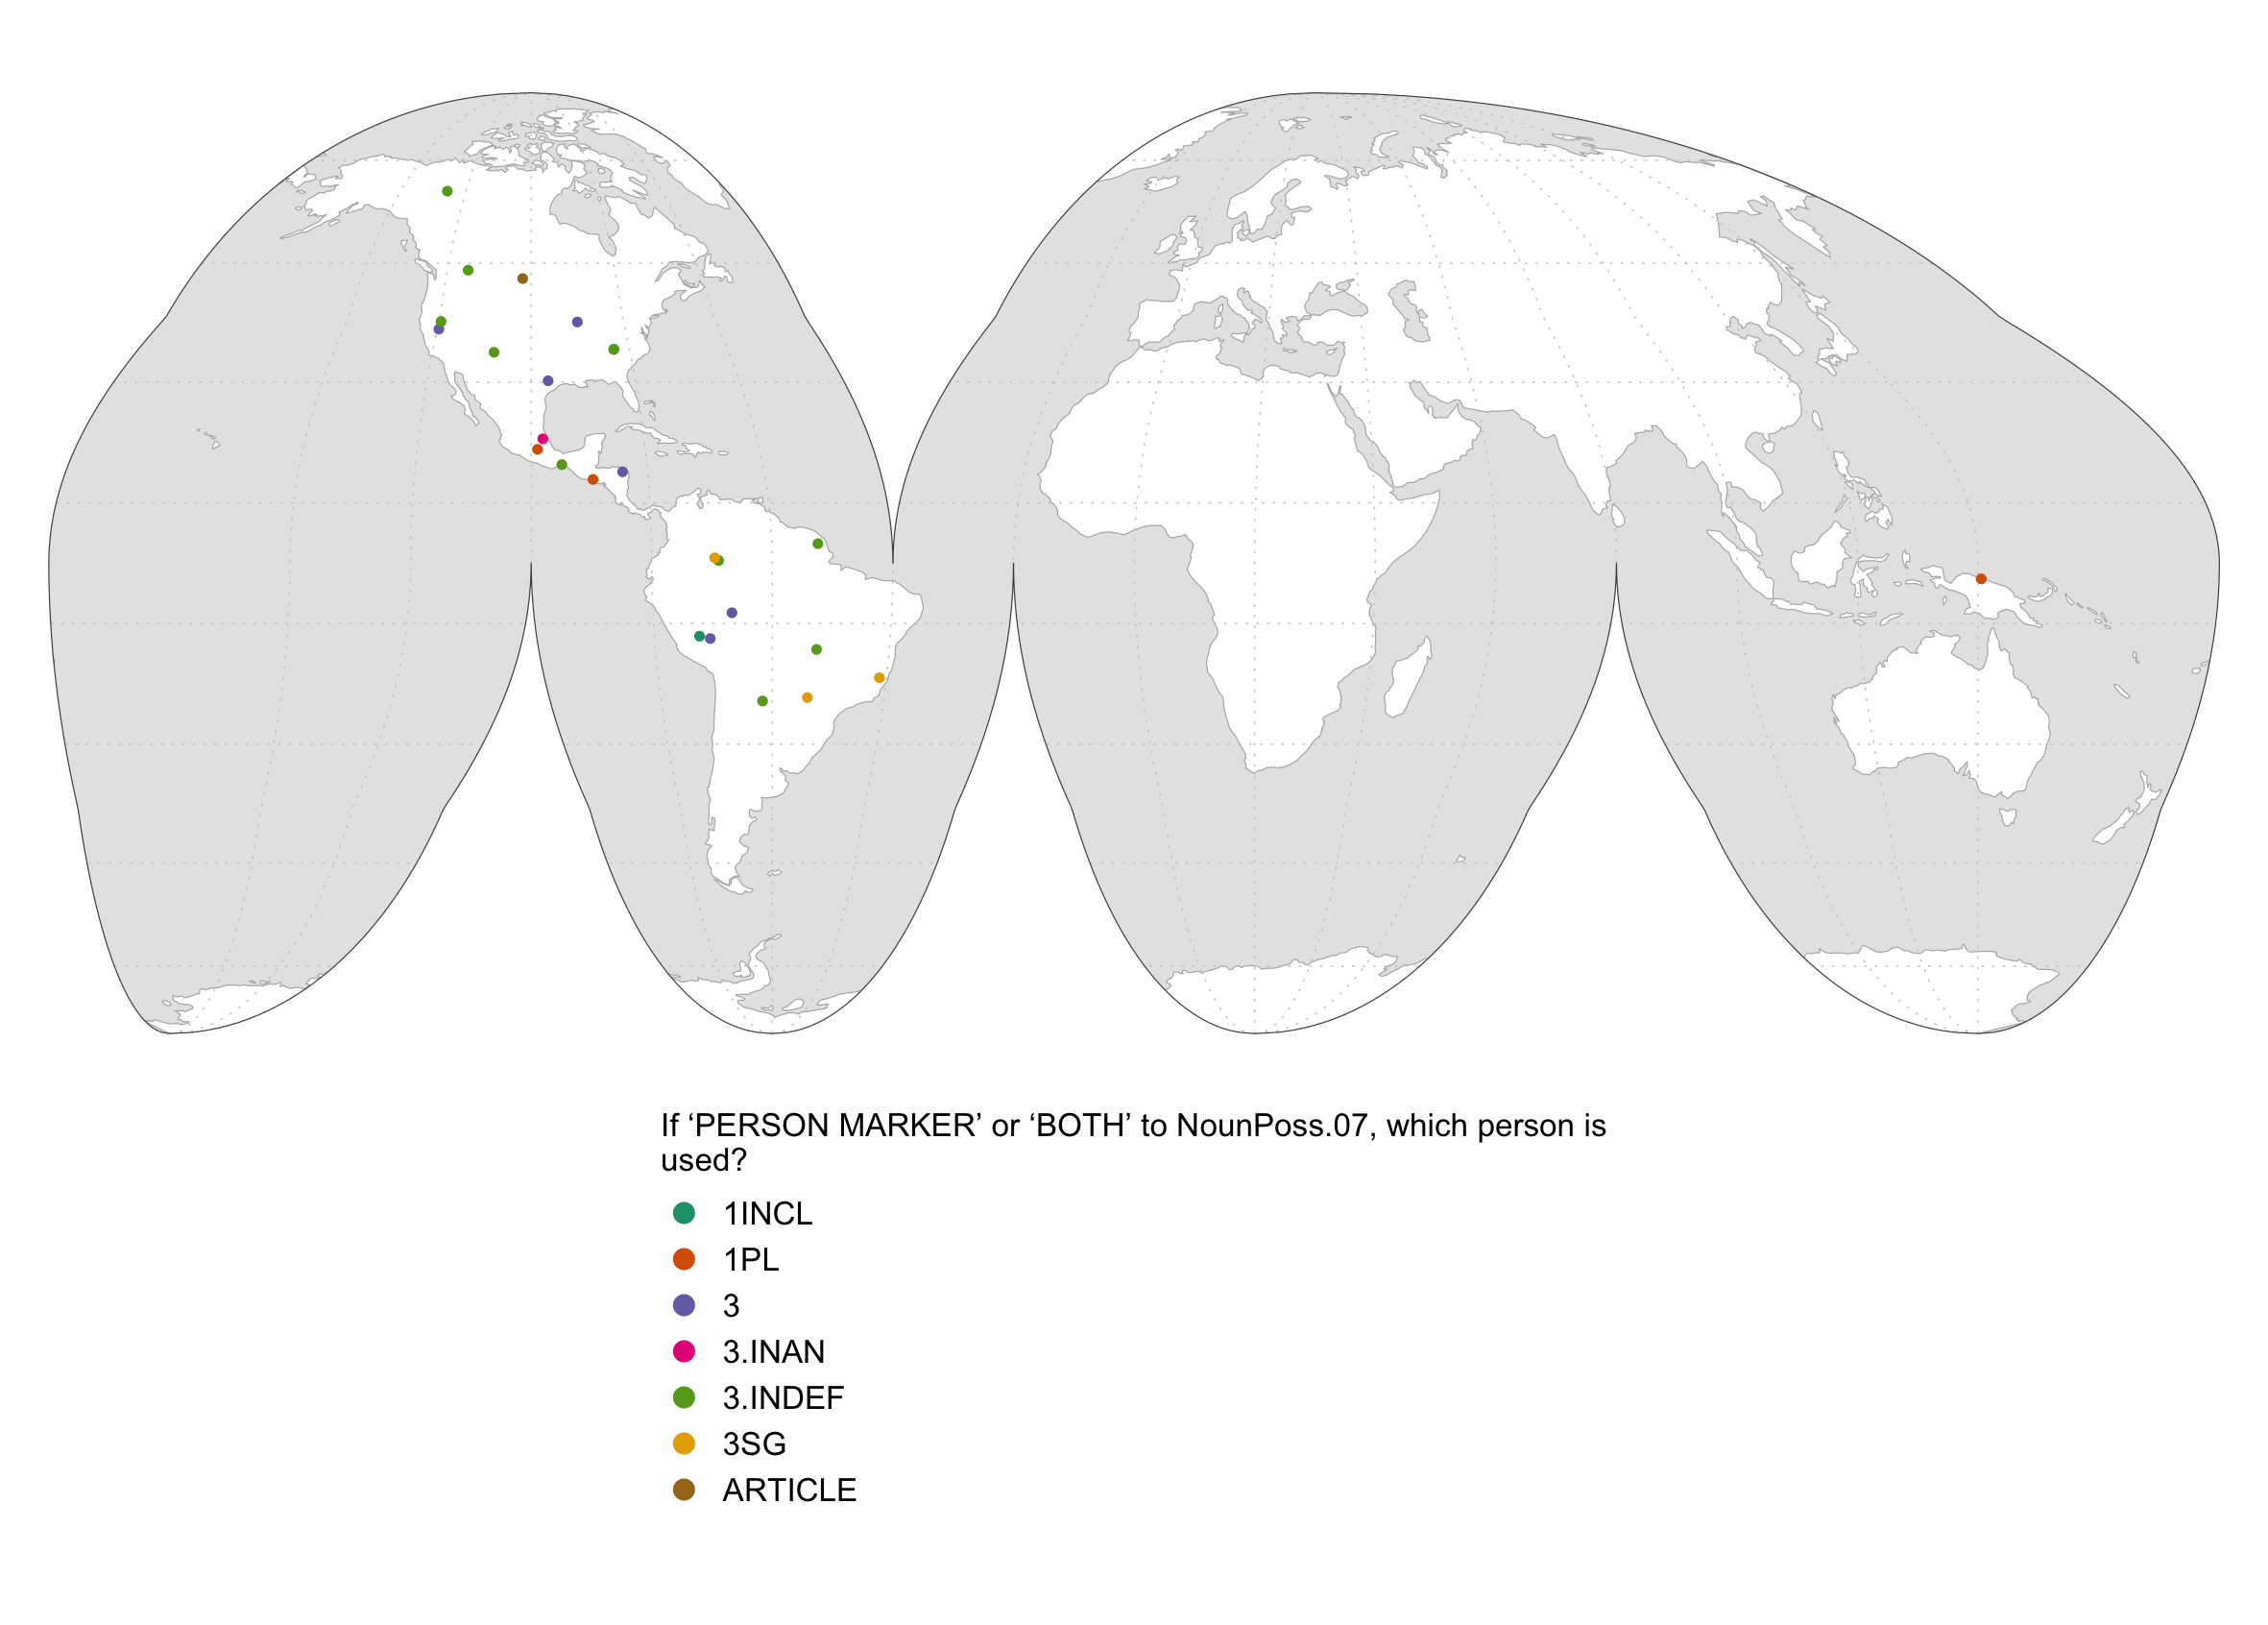 If ‘PERSON MARKER’ or ‘BOTH’ to NounPoss.07, which person is
used?
1INCL
1PL
3
3.INAN
3.INDEF
3SG
ARTICLE